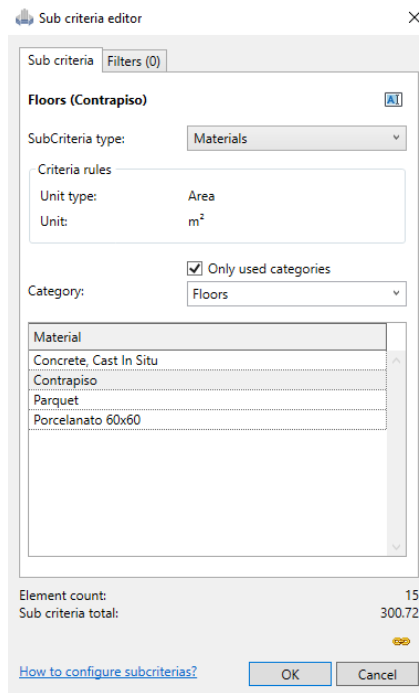 Sub criteria editor
Sub criteria Filters (0)
Floors (Contrapiso)
SubCriteria type: Materials
Criteria rules
Unit type: Area
Unit: m²
Only used categories
Category: Floors
Material
Concrete, Cast In Situ
Contrapiso
Parquet
Porcelanato 60x60
Element count: 15
Sub criteria total: 300.72
How to configure subcriterias? OK Cancel